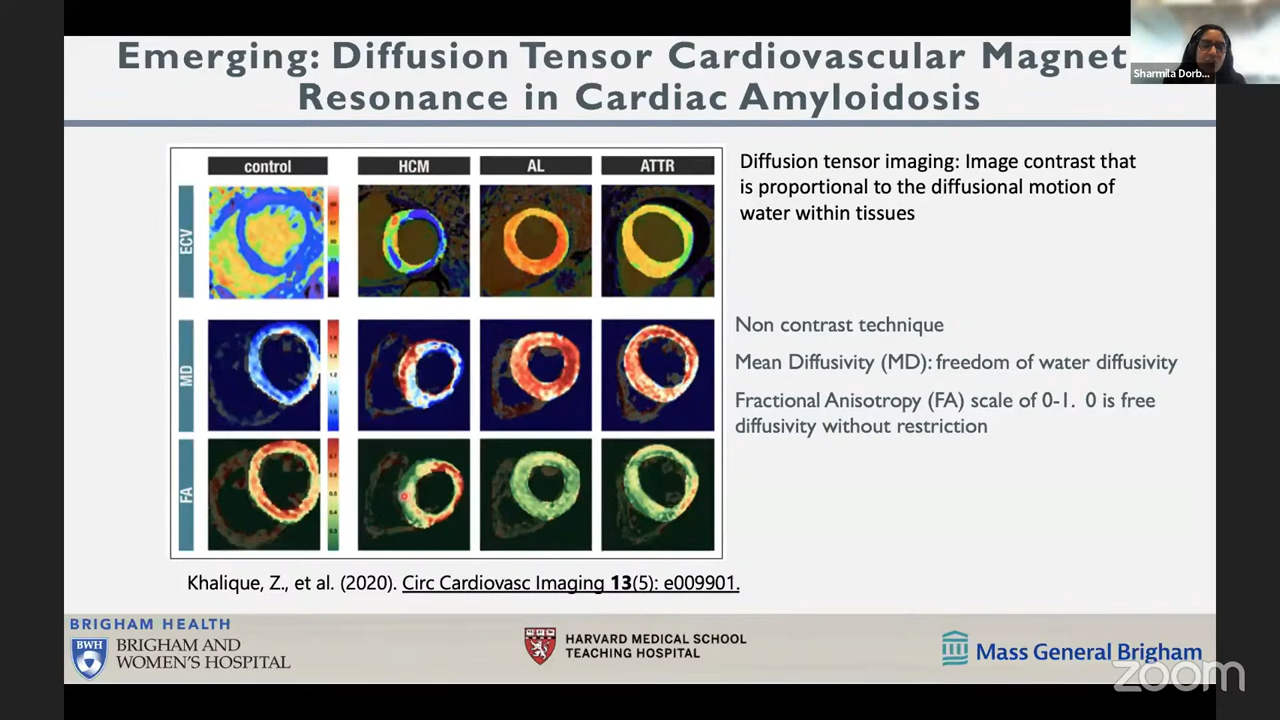 Emerging: Diffusion Tensor Cardiovascular Magnet
Resonance in Cardiac Amyloidosis
Sharmila Dorb...
control
HCM
AL
ATTR
ECV
MD
FA
Diffusion tensor imaging: Image contrast that
is proportional to the diffusional motion of
water within tissues
Non contrast technique
Mean Diffusivity (MD): freedom of water diffusivity
Fractional Anisotropy (FA) scale of 0-1. 0 is free
diffusivity without restriction
Khalique, Z., et al. (2020). Circ Cardiovasc Imaging 13(5): e009901.
BRIGHAM HEALTH
BWH
BRIGHAM AND
WOMEN'S HOSPITAL
HARVARD MEDICAL SCHOOL
TEACHING HOSPITAL
Mass General Brigham
zoom